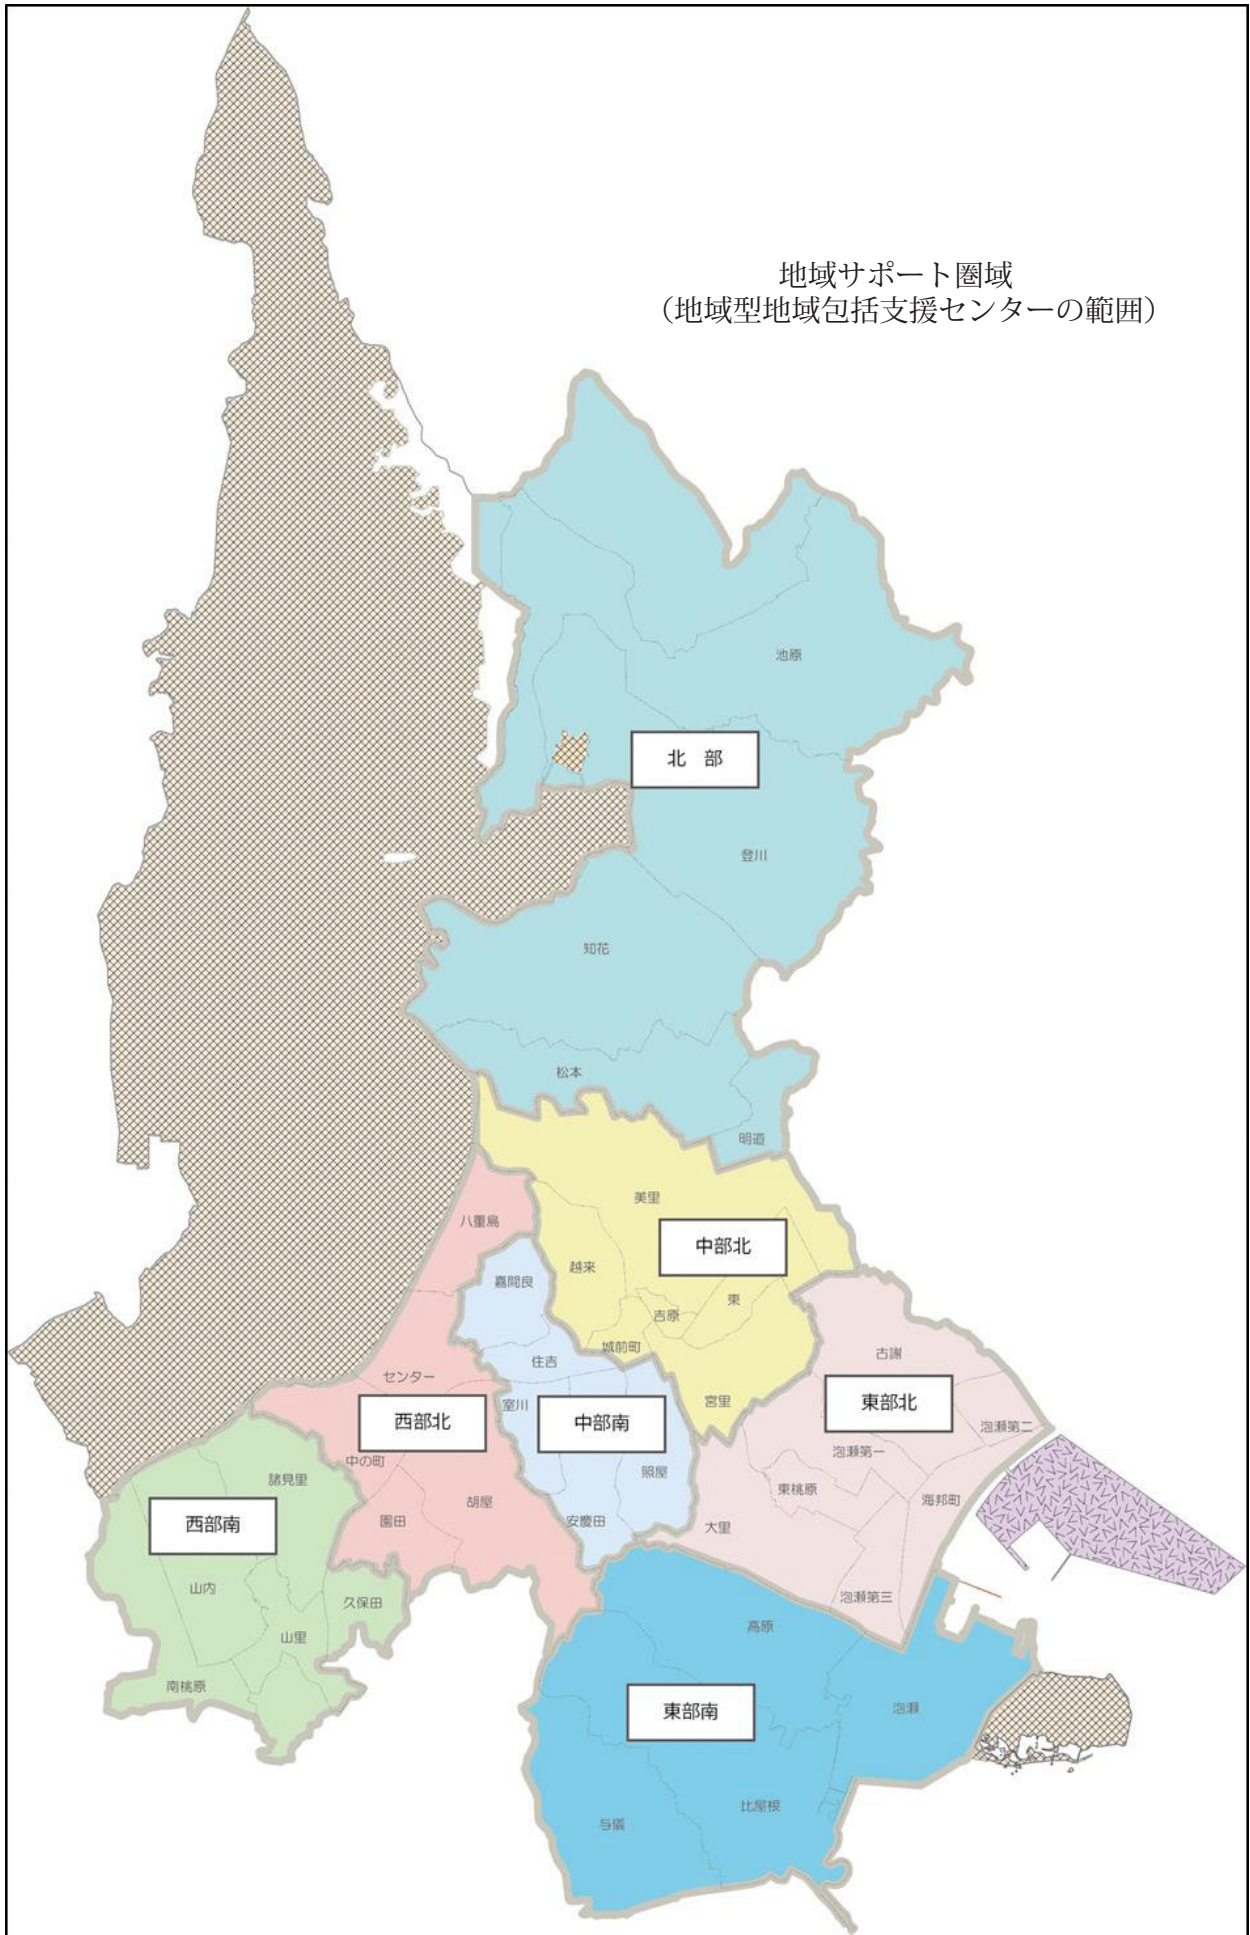 地域サポート圏域
（地域型地域包括支援センターの範囲）
池原
北 部
登川
知花
松本
明道
美里
八重島
中部北
越来
嘉間良
東
吉原
城前町
古謝
住吉
センター
東部北
宮里
室川
西部北
中部南
泡瀬第二
泡瀬第一
中の町
照屋
諸見里
東桃原
海邦町
胡屋
西部南
園田
安慶田
大里
山内
久保田
泡瀬第三
高原
山里
南桃原
東部南
泡瀬
比屋根
与儀